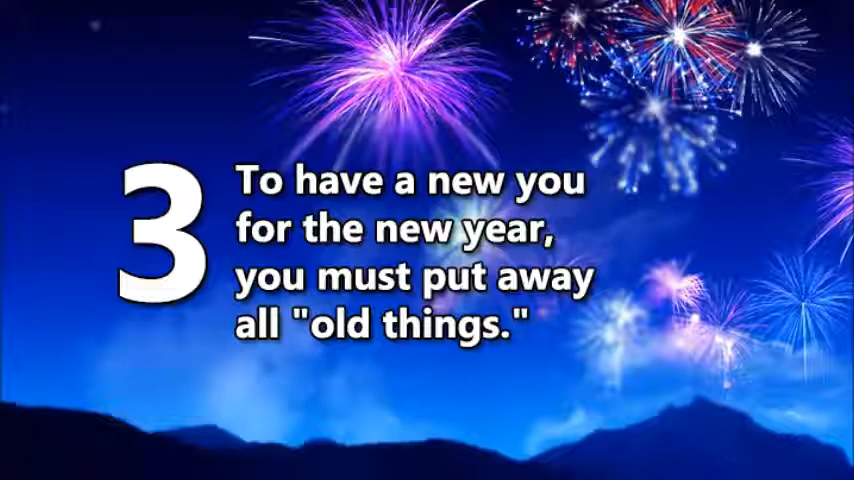 3
To have a new you
for the new year,
you must put away
all "old things."